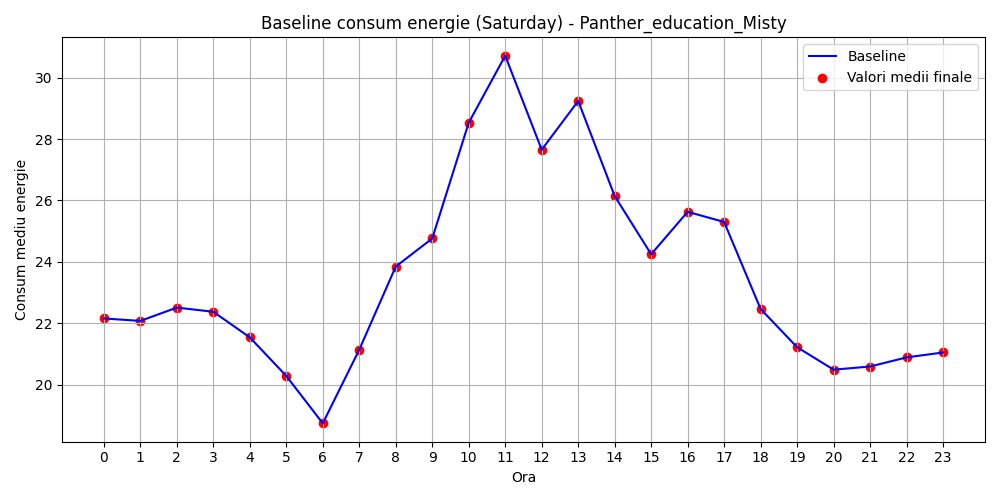 Baseline consum energie (Saturday) - Panther_education_Misty
Baseline
Valori medii finale
Consum mediu energie
30
28
26
24
22
20
0 1 2 3 4 5 6 7 8 9 10 11 12 13 14 15 16 17 18 19 20 21 22 23
Ora